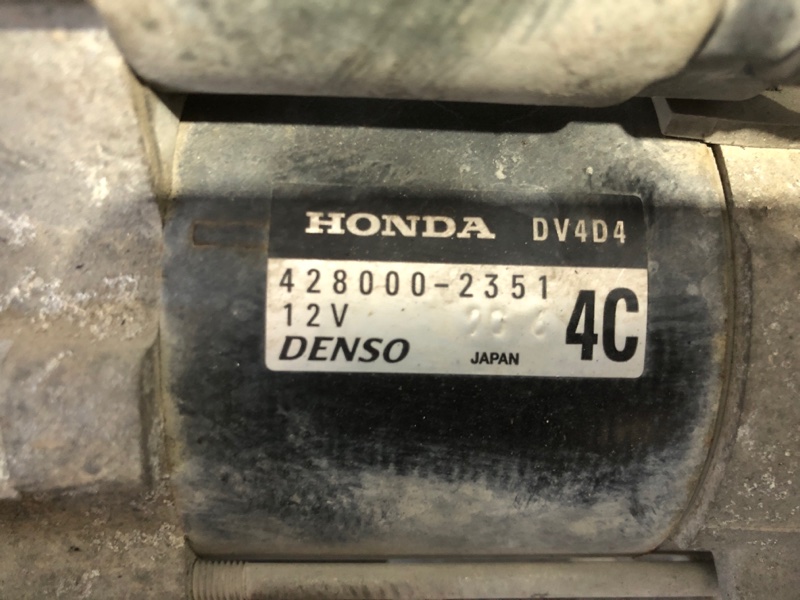 HONDA DV4D4
428000-2351
12V
4C
DENSO JAPAN